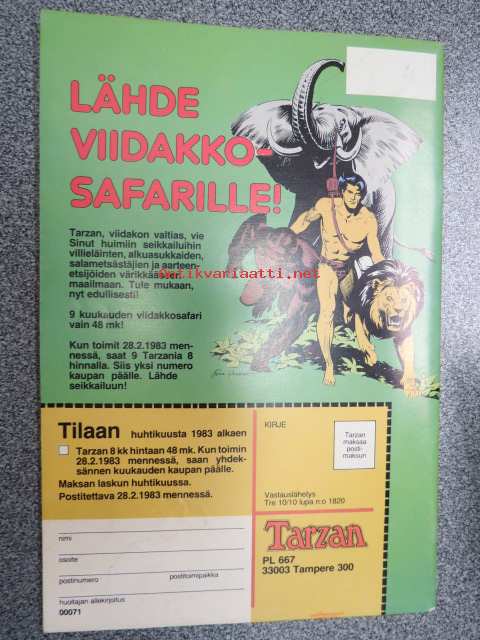 LÄHDE
VIIDAKKO-
SAFARILLE!
Tarzan, viidakon valtias, vie
Sinut huimiin seikkailuihin
villieläinten, alkuasukkaiden,
salametsästäjien ja aarteen-
etsijöiden värikkääseen
maailmaan. Tule mukaan,
nyt edullisesti!
9 kuukauden viidakkosafari
vain 48 mk!
Kun toimit 28.2.1983 men-
nessä, saat 9 Tarzania 8
hinnalla. Siis yksi numero
kaupan päälle. Lähde
seikkailuun!
antikvariaatti.net
Tilaan huhtikuusta 1983 alkaen
Tarzan 8 kk hintaan 48 mk. Kun toimin
28.2.1983 mennessä, saan yhdek-
sännen kuukauden kaupan päälle.
Maksan laskun huhtikuussa.
Postitettava 28.2.1983 mennessä.
nimi
osoite
postinumero postitoimipaikka
huoltajan allekirjoitus
00071
KIRJE
Tarzan
maksaa
posti-
maksun
Vastauslähetys
Tre 10/10 lupa n:o 1820
Tarzan
PL 667
33003 Tampere 300